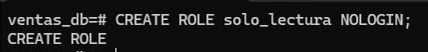 ventas_db=# CREATE ROLE solo_lectura NOLOGIN;
CREATE ROLE